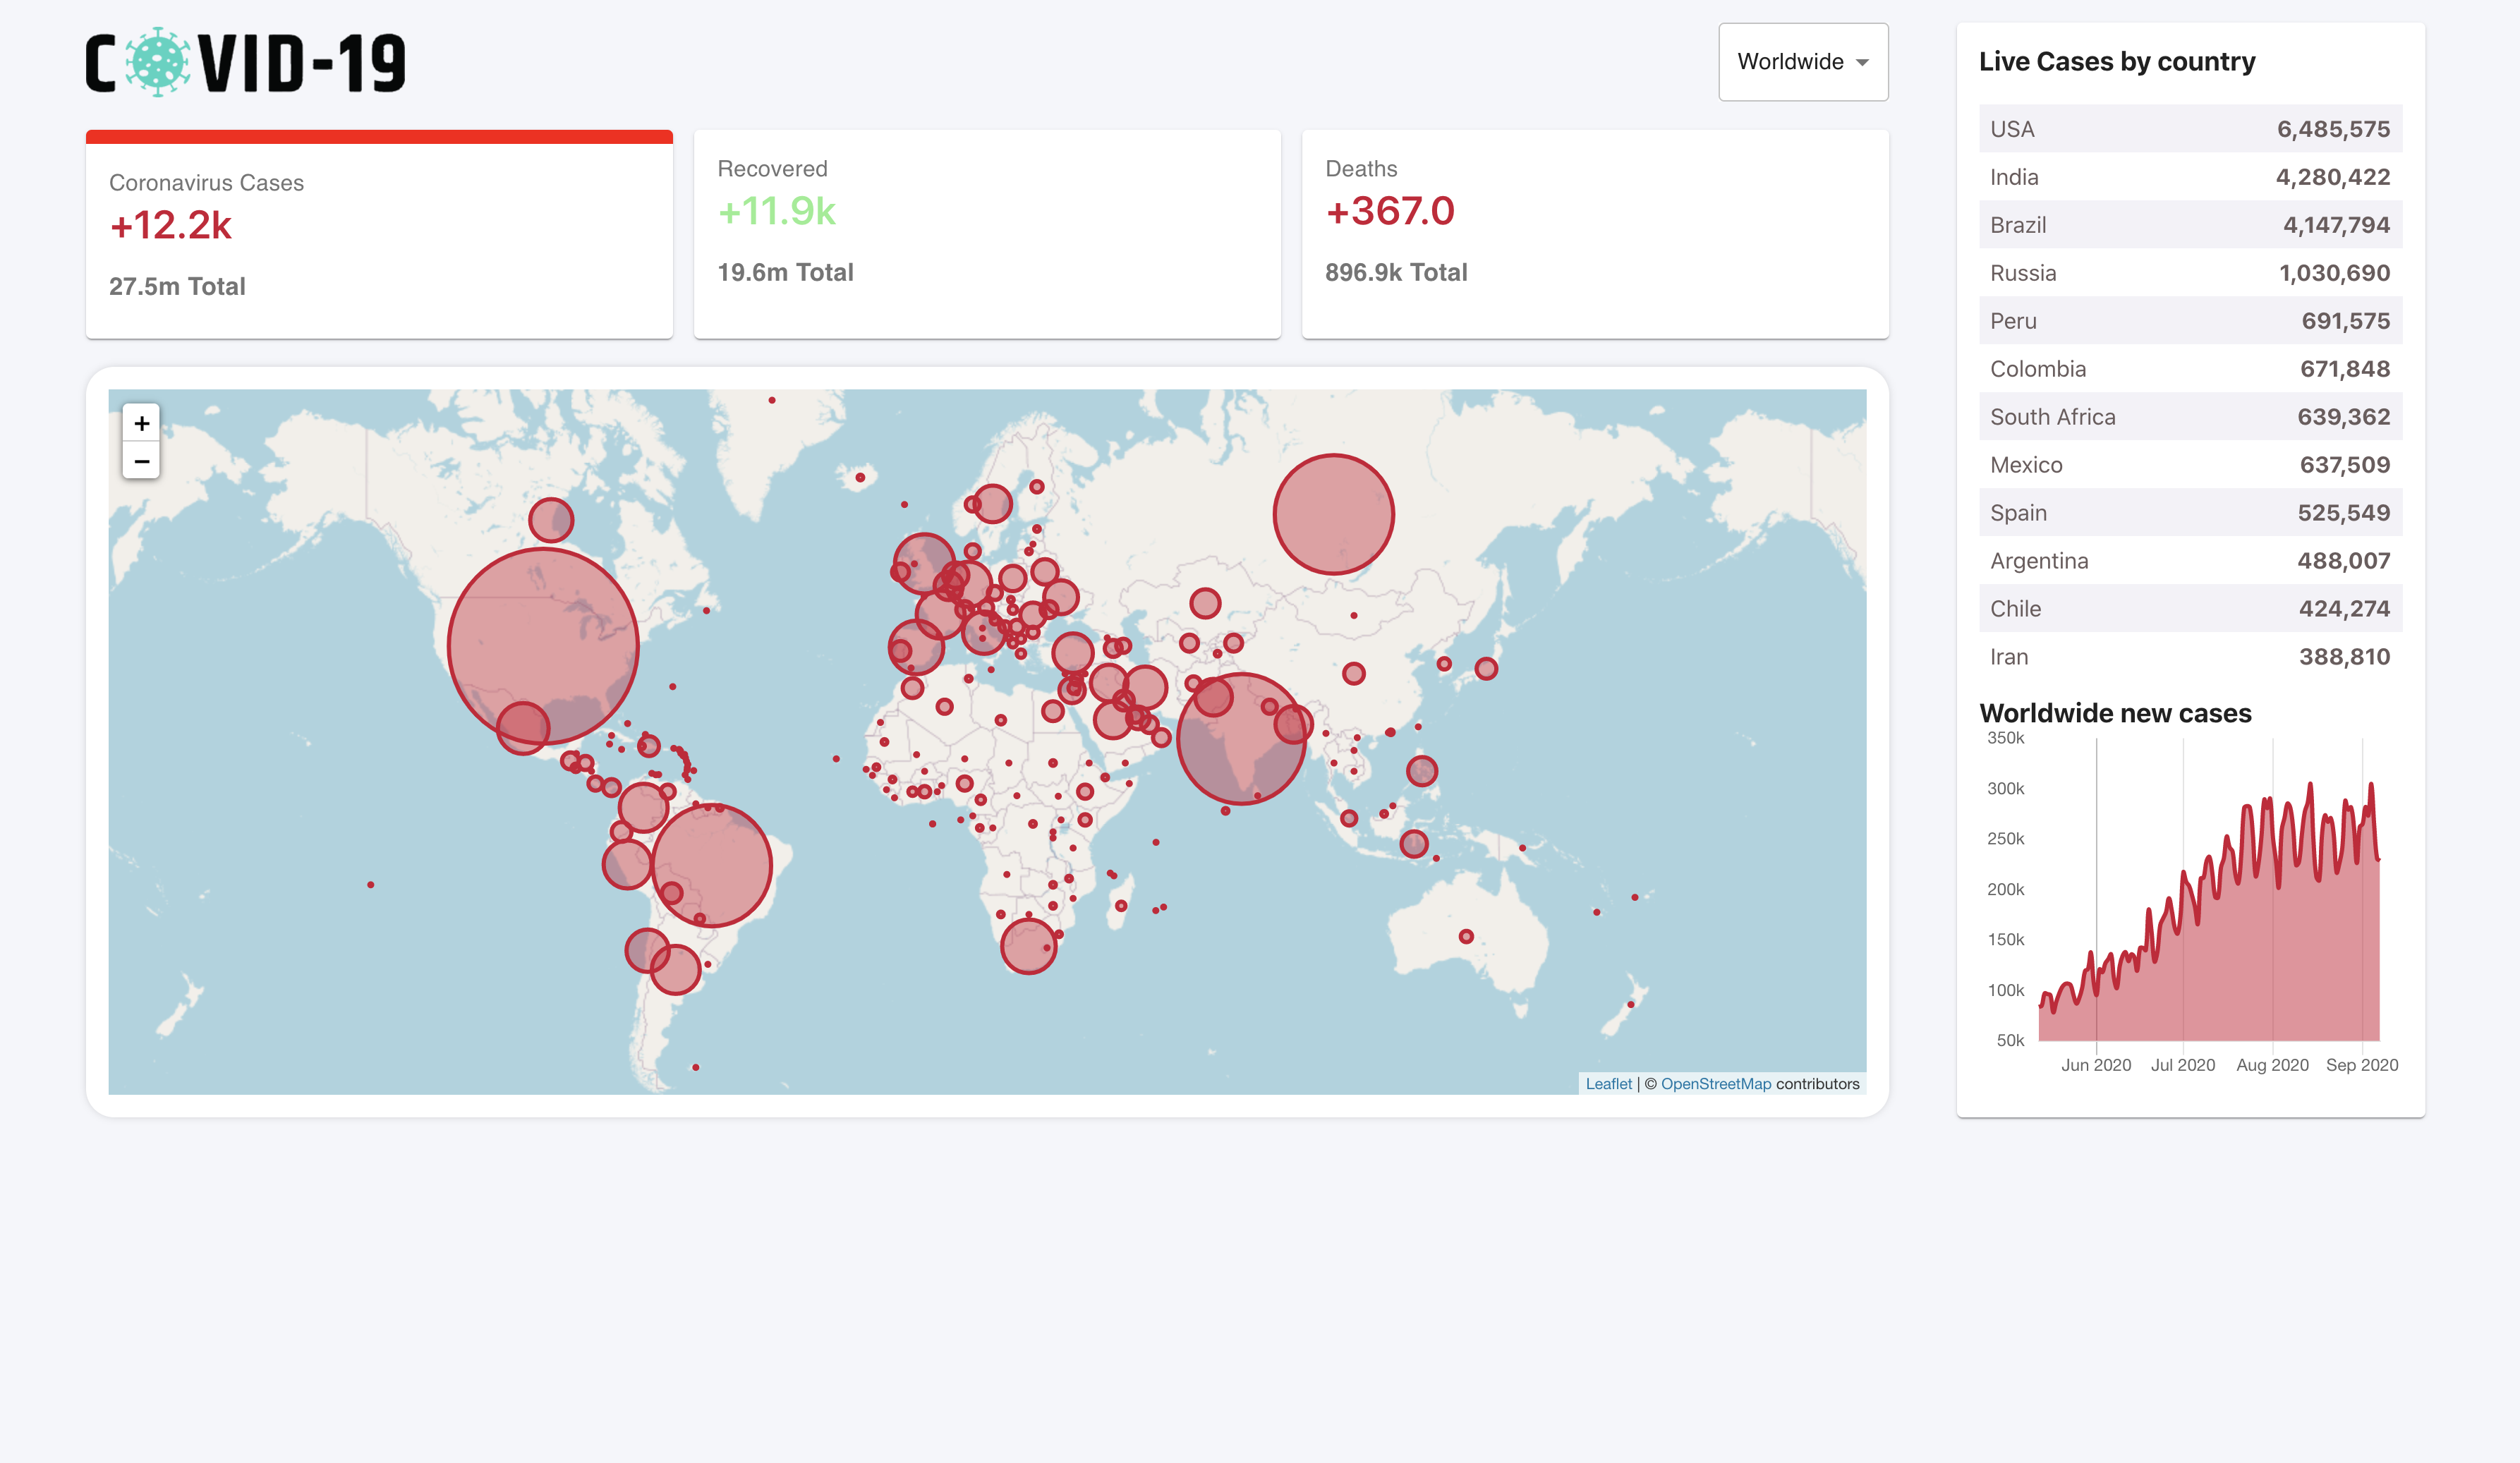 COVID-19
Worldwide
Coronavirus Cases
+12.2k
27.5m Total
Recovered
+11.9k
19.6m Total
Deaths
+367.0
896.9k Total
+
−
Leaflet | © OpenStreetMap contributors
Live Cases by country
USA 6,485,575
India 4,280,422
Brazil 4,147,794
Russia 1,030,690
Peru 691,575
Colombia 671,848
South Africa 639,362
Mexico 637,509
Spain 525,549
Argentina 488,007
Chile 424,274
Iran 388,810
Worldwide new cases
350k
300k
250k
200k
150k
100k
50k
Jun 2020 Jul 2020 Aug 2020 Sep 2020